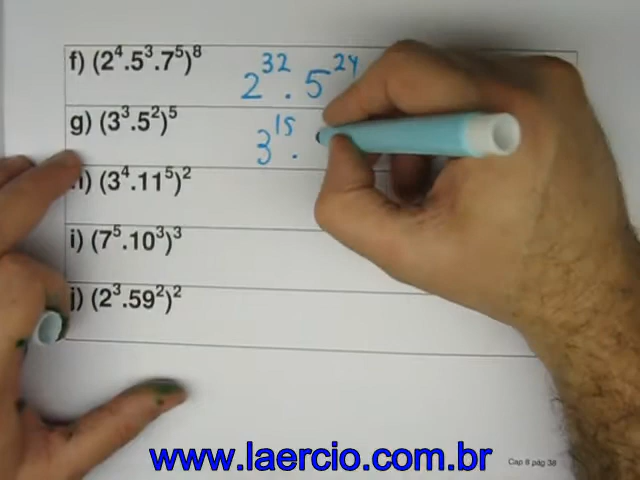 f) (2⁴.5³.7⁵)⁸ 2³² . 5²⁴
g) (3³.5²)⁵ 3¹⁵ .
) (3⁴.11⁵)²
i) (7⁵.10³)³
j) (2³.59²)²
www.laercio.com.br
Cap 8 pág 38